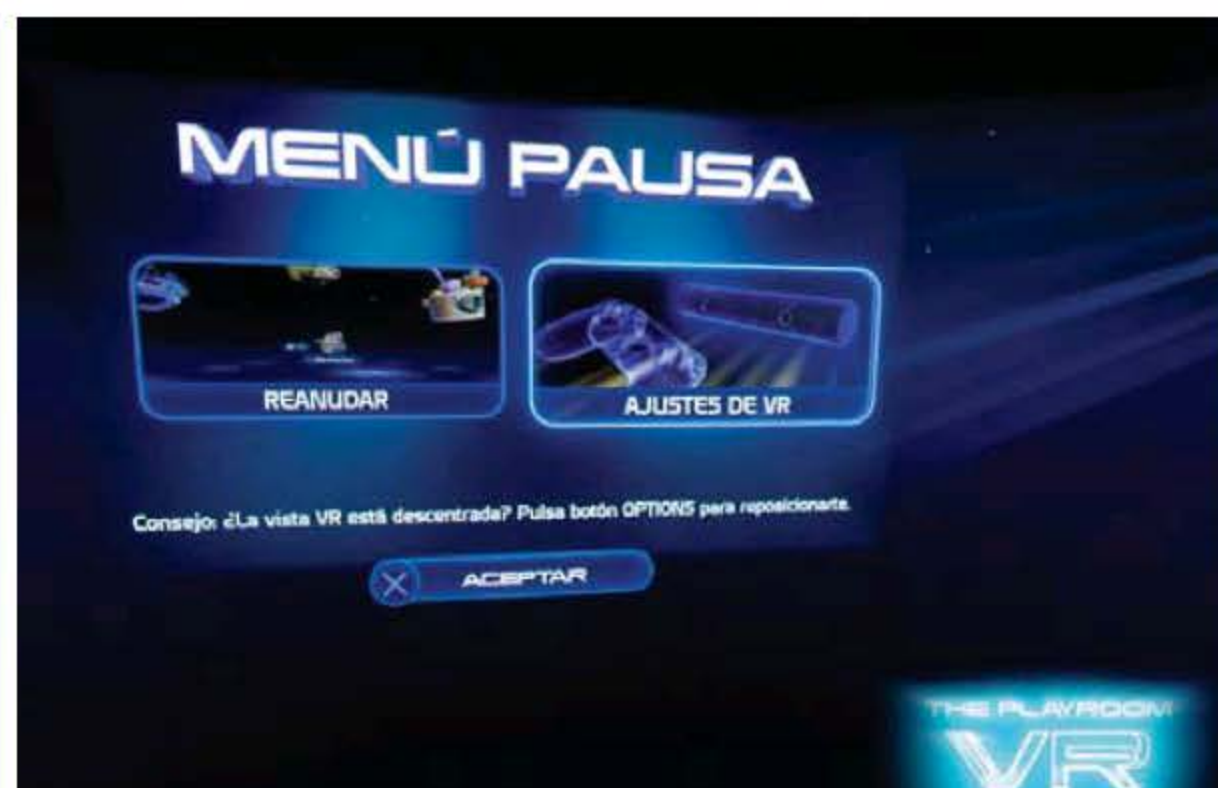 MENÚ PAUSA
REANUDAR
AJUSTES DE VR
Consejo: ¿La vista VR está descentrada? Pulsa botón OPTIONS para reposicionarte.
ACEPTAR
THE PLAYROOM
VR